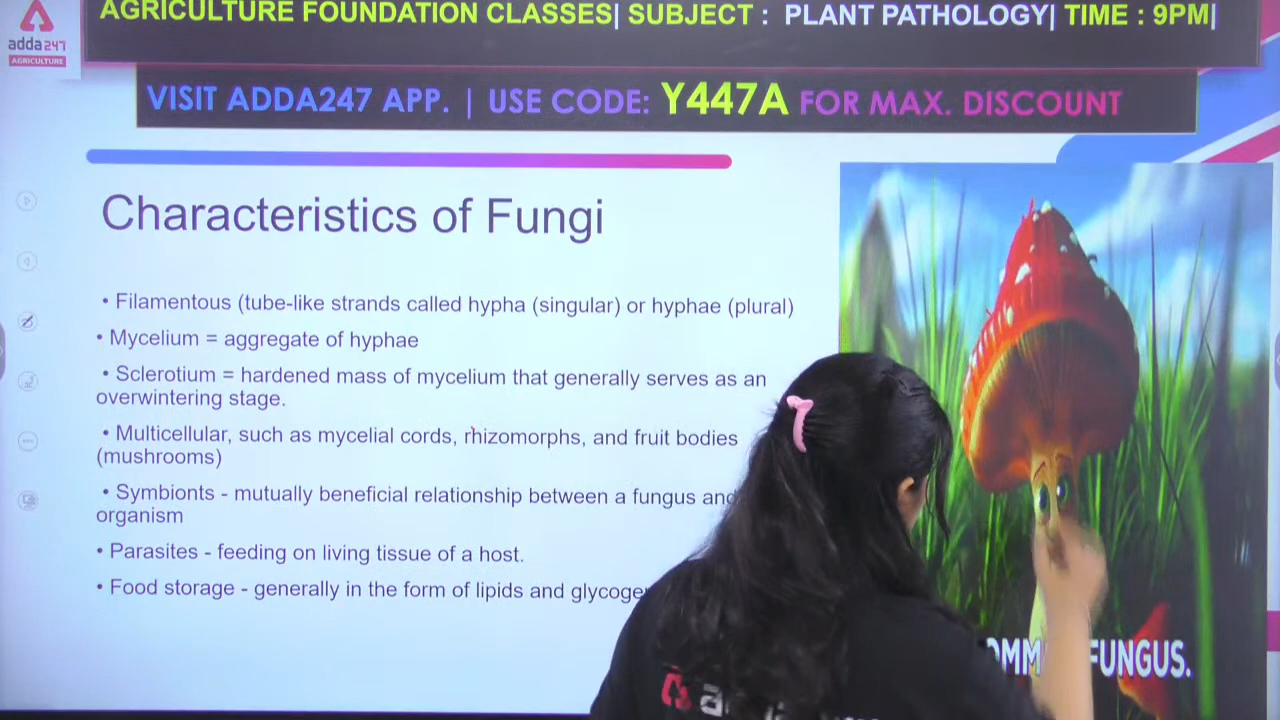 AGRICULTURE FOUNDATION CLASSES| SUBJECT : PLANT PATHOLOGY| TIME : 9PM|
adda247
AGRICULTURE
VISIT ADDA247 APP. | USE CODE: Y447A FOR MAX. DISCOUNT
Characteristics of Fungi
• Filamentous (tube-like strands called hypha (singular) or hyphae (plural)
• Mycelium = aggregate of hyphae
• Sclerotium = hardened mass of mycelium that generally serves as an
overwintering stage.
• Multicellular, such as mycelial cords, rhizomorphs, and fruit bodies
(mushrooms)
• Symbionts - mutually beneficial relationship between a fungus and
organism
• Parasites - feeding on living tissue of a host.
• Food storage - generally in the form of lipids and
FUNGUS.